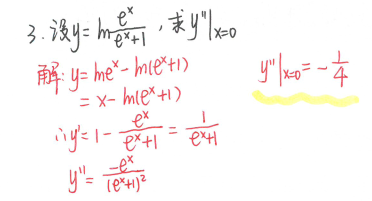 3. 设y=ln e^x/(e^x+1), 求y''|x=0
解: y=lne^x-ln(e^x+1)
=x-ln(e^x+1)
∴y'=1-e^x/(e^x+1)=1/(e^x+1)
y''=-e^x/(e^x+1)^2
y''|x=0=-1/4